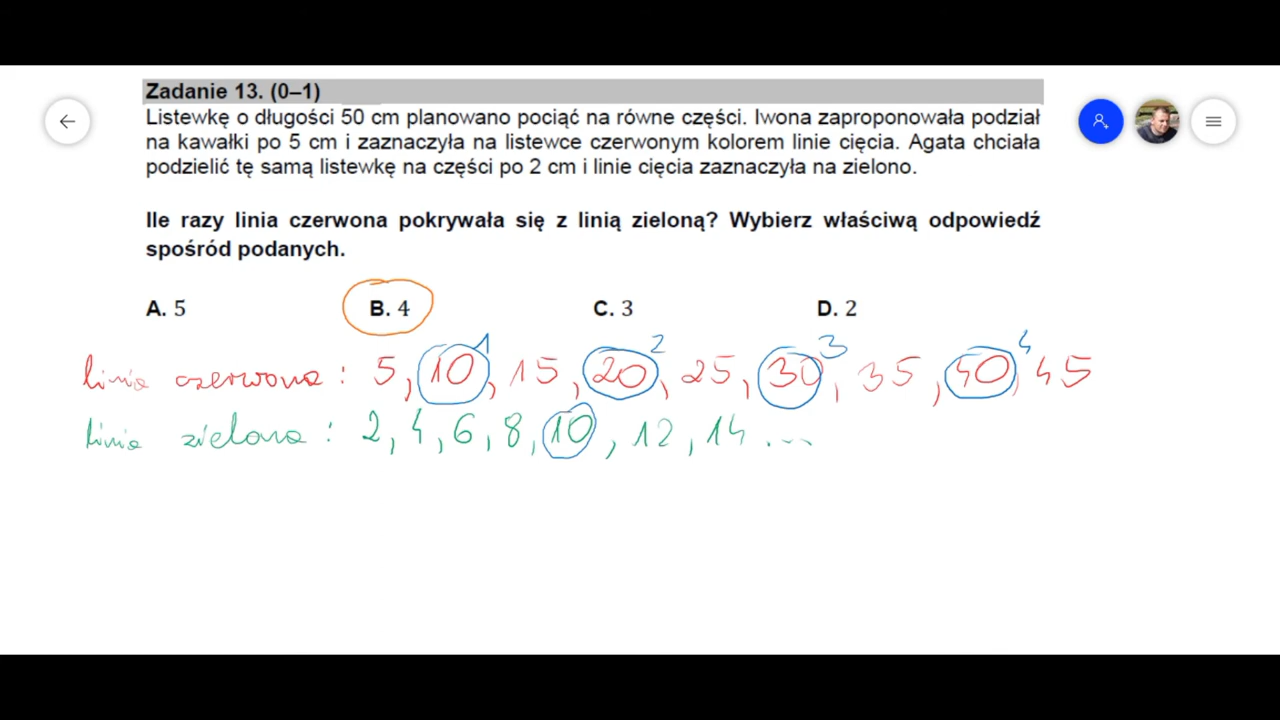 Zadanie 13. (0–1)
Listewkę o długości 50 cm planowano pociąć na równe części. Iwona zaproponowała podział
na kawałki po 5 cm i zaznaczyła na listewce czerwonym kolorem linie cięcia. Agata chciała
podzielić tę samą listewkę na części po 2 cm i linie cięcia zaznaczyła na zielono.
Ile razy linia czerwona pokrywała się z linią zieloną? Wybierz właściwą odpowiedź
spośród podanych.
A. 5 B. 4 C. 3 D. 2
1 2 3 4
linia czerwona : 5, 10, 15, 20, 25, 30, 35, 40, 45
linia zielona : 2, 4, 6, 8, 10, 12, 14 ...